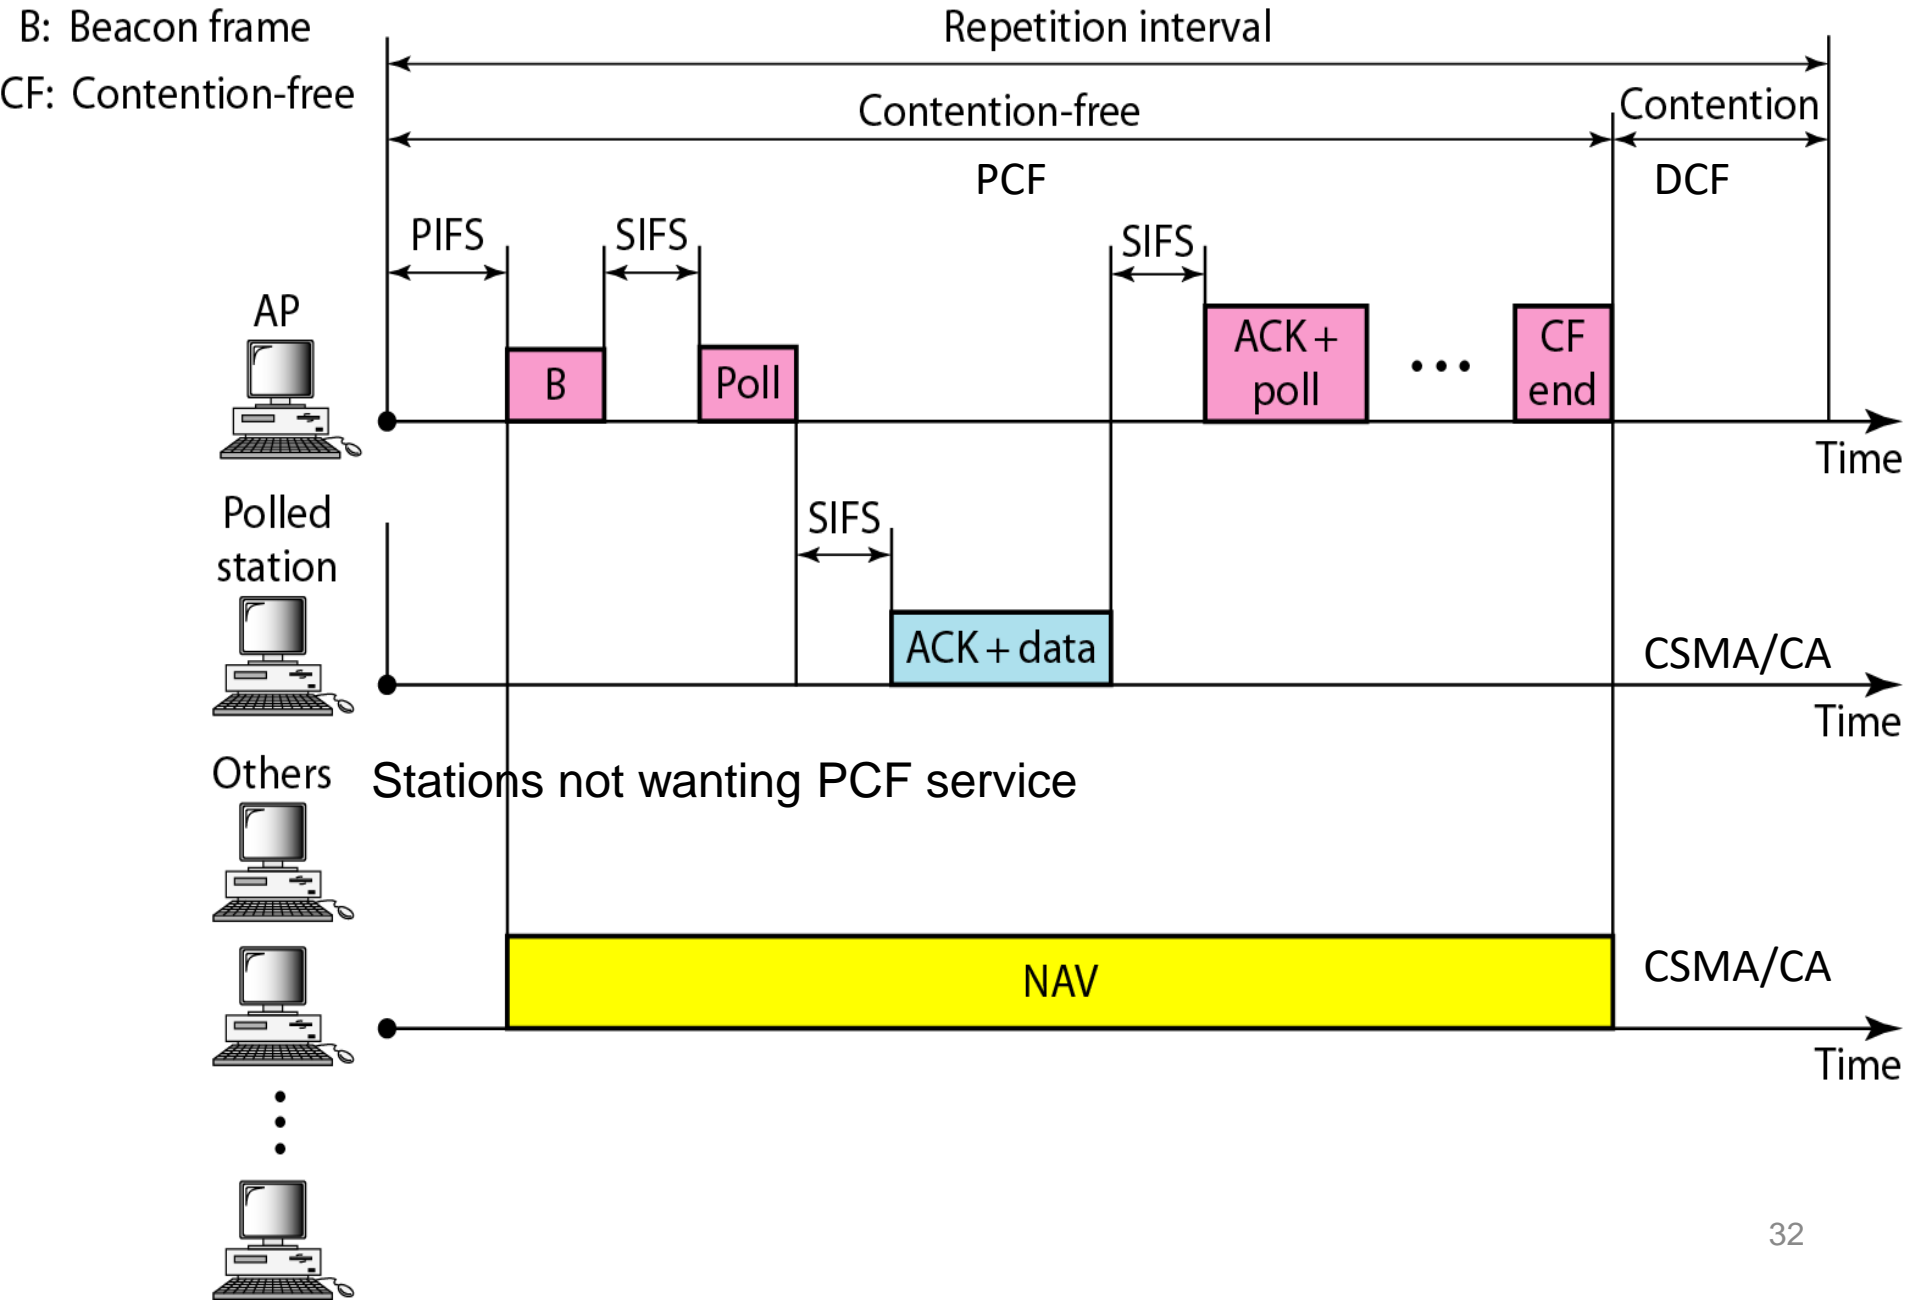 B: Beacon frame
Repetition interval
CF: Contention-free
Contention-free
Contention
PCF
DCF
PIFS
SIFS
SIFS
AP
B
Poll
ACK +
poll
CF
end
Time
Polled
station
SIFS
ACK + data
CSMA/CA
Time
Others
Stations not wanting PCF service
NAV
CSMA/CA
Time
32